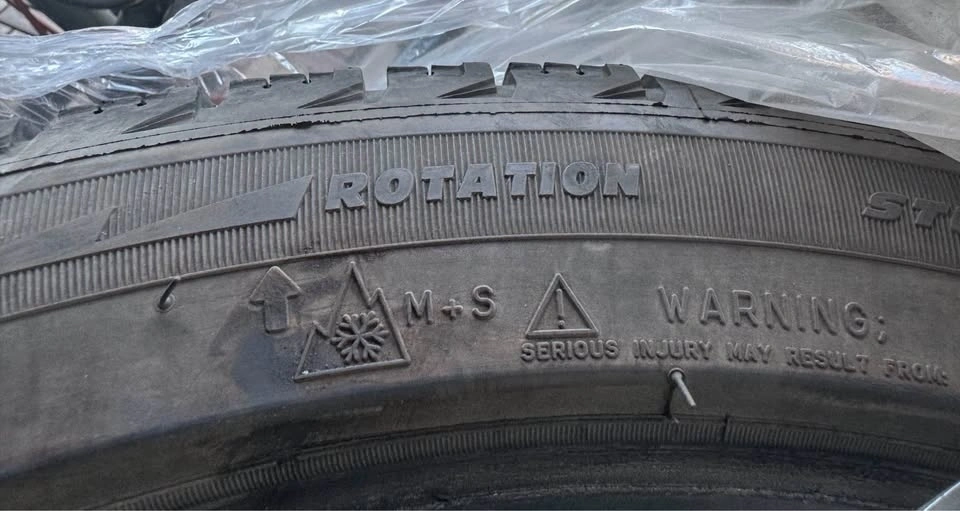 ROTATION
M+S
WARNING;
SERIOUS INJURY MAY RESULT FROM: